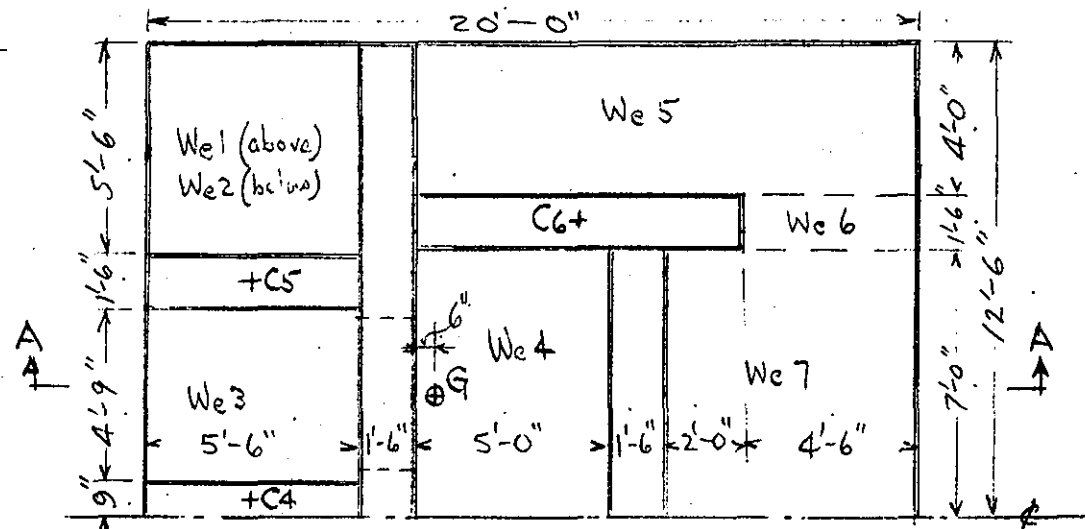 20'-0"
We1 (above)
We2 (below)
5'-6"
We 5
4'-0"
C6+
We 6
1'-6"
1'-6"
+C5
12'-6"
A
6"
We 4
A
G
We 7
7'-0"
4'-9"
We3
5'-6"
1'-6"
5'-0"
1'-6"
2'-0"
4'-6"
9"
+C4
℄